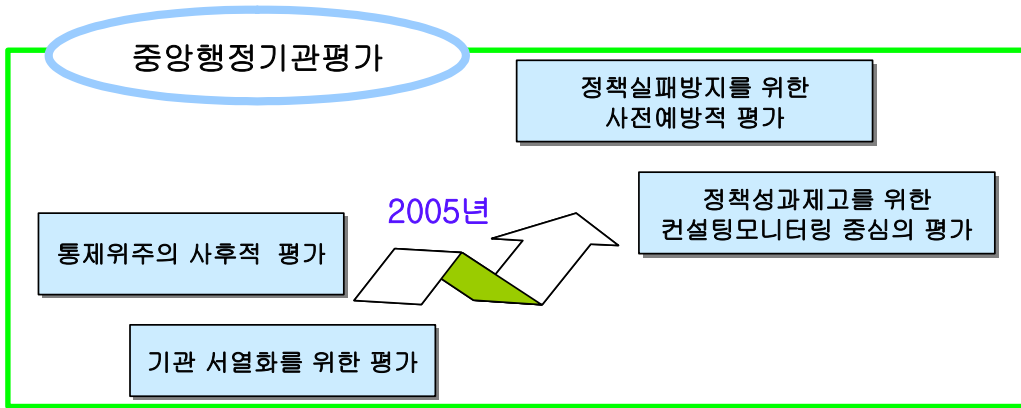 중앙행정기관평가
정책실패방지를 위한
사전예방적 평가
정책성과제고를 위한
컨설팅모니터링 중심의 평가
2005년
통제위주의 사후적 평가
기관 서열화를 위한 평가